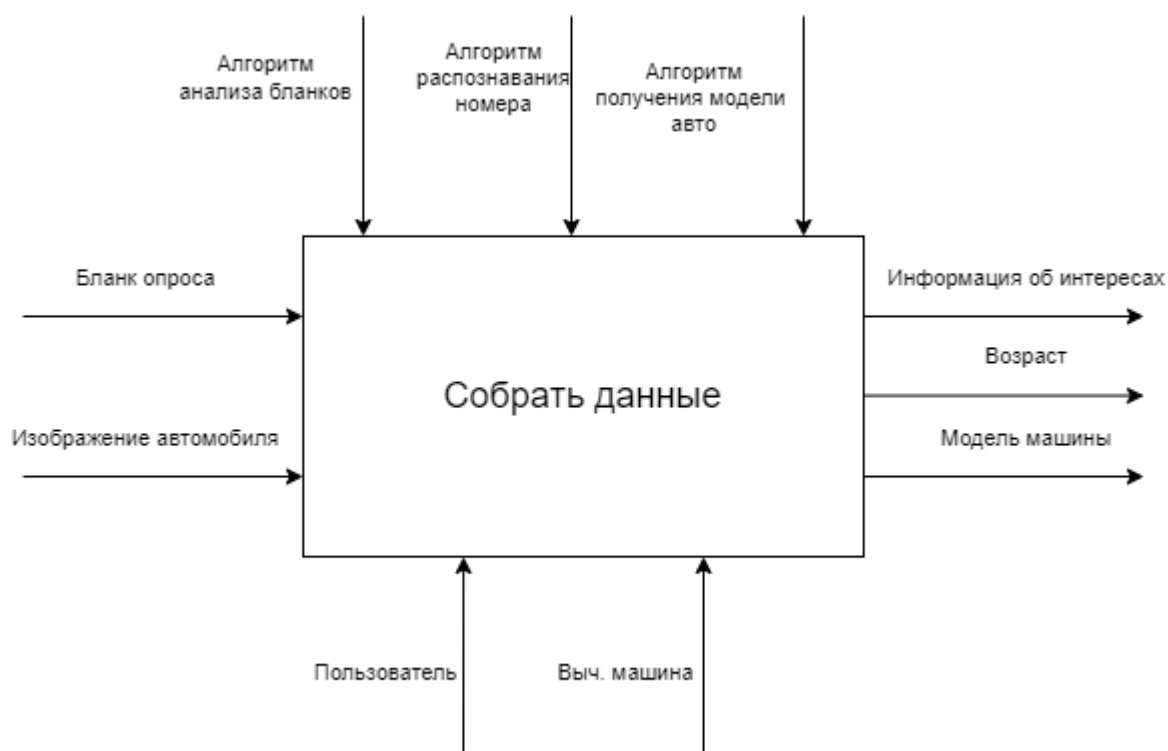 Алгоритм
анализа бланков
Алгоритм
распознавания
номера
Алгоритм
получения модели
авто
Бланк опроса
Информация об интересах
Возраст
Собрать данные
Изображение автомобиля
Модель машины
Пользователь
Выч. машина